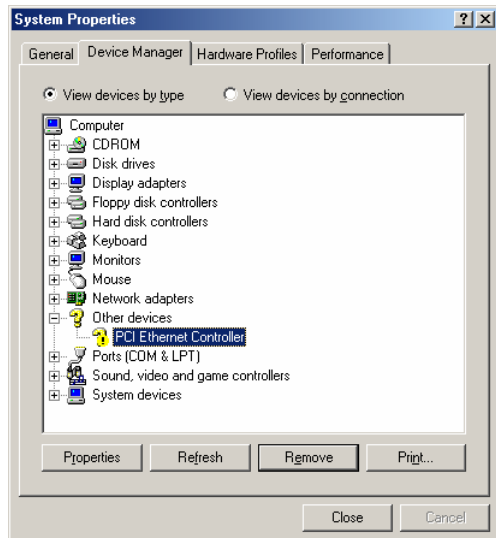 System Properties
General Device Manager Hardware Profiles Performance
View devices by type View devices by connection
Computer
CDROM
Disk drives
Display adapters
Floppy disk controllers
Hard disk controllers
Keyboard
Monitors
Mouse
Network adapters
Other devices
PCI Ethernet Controller
Ports (COM & LPT)
Sound, video and game controllers
System devices
Properties Refresh Remove Print...
Close Cancel